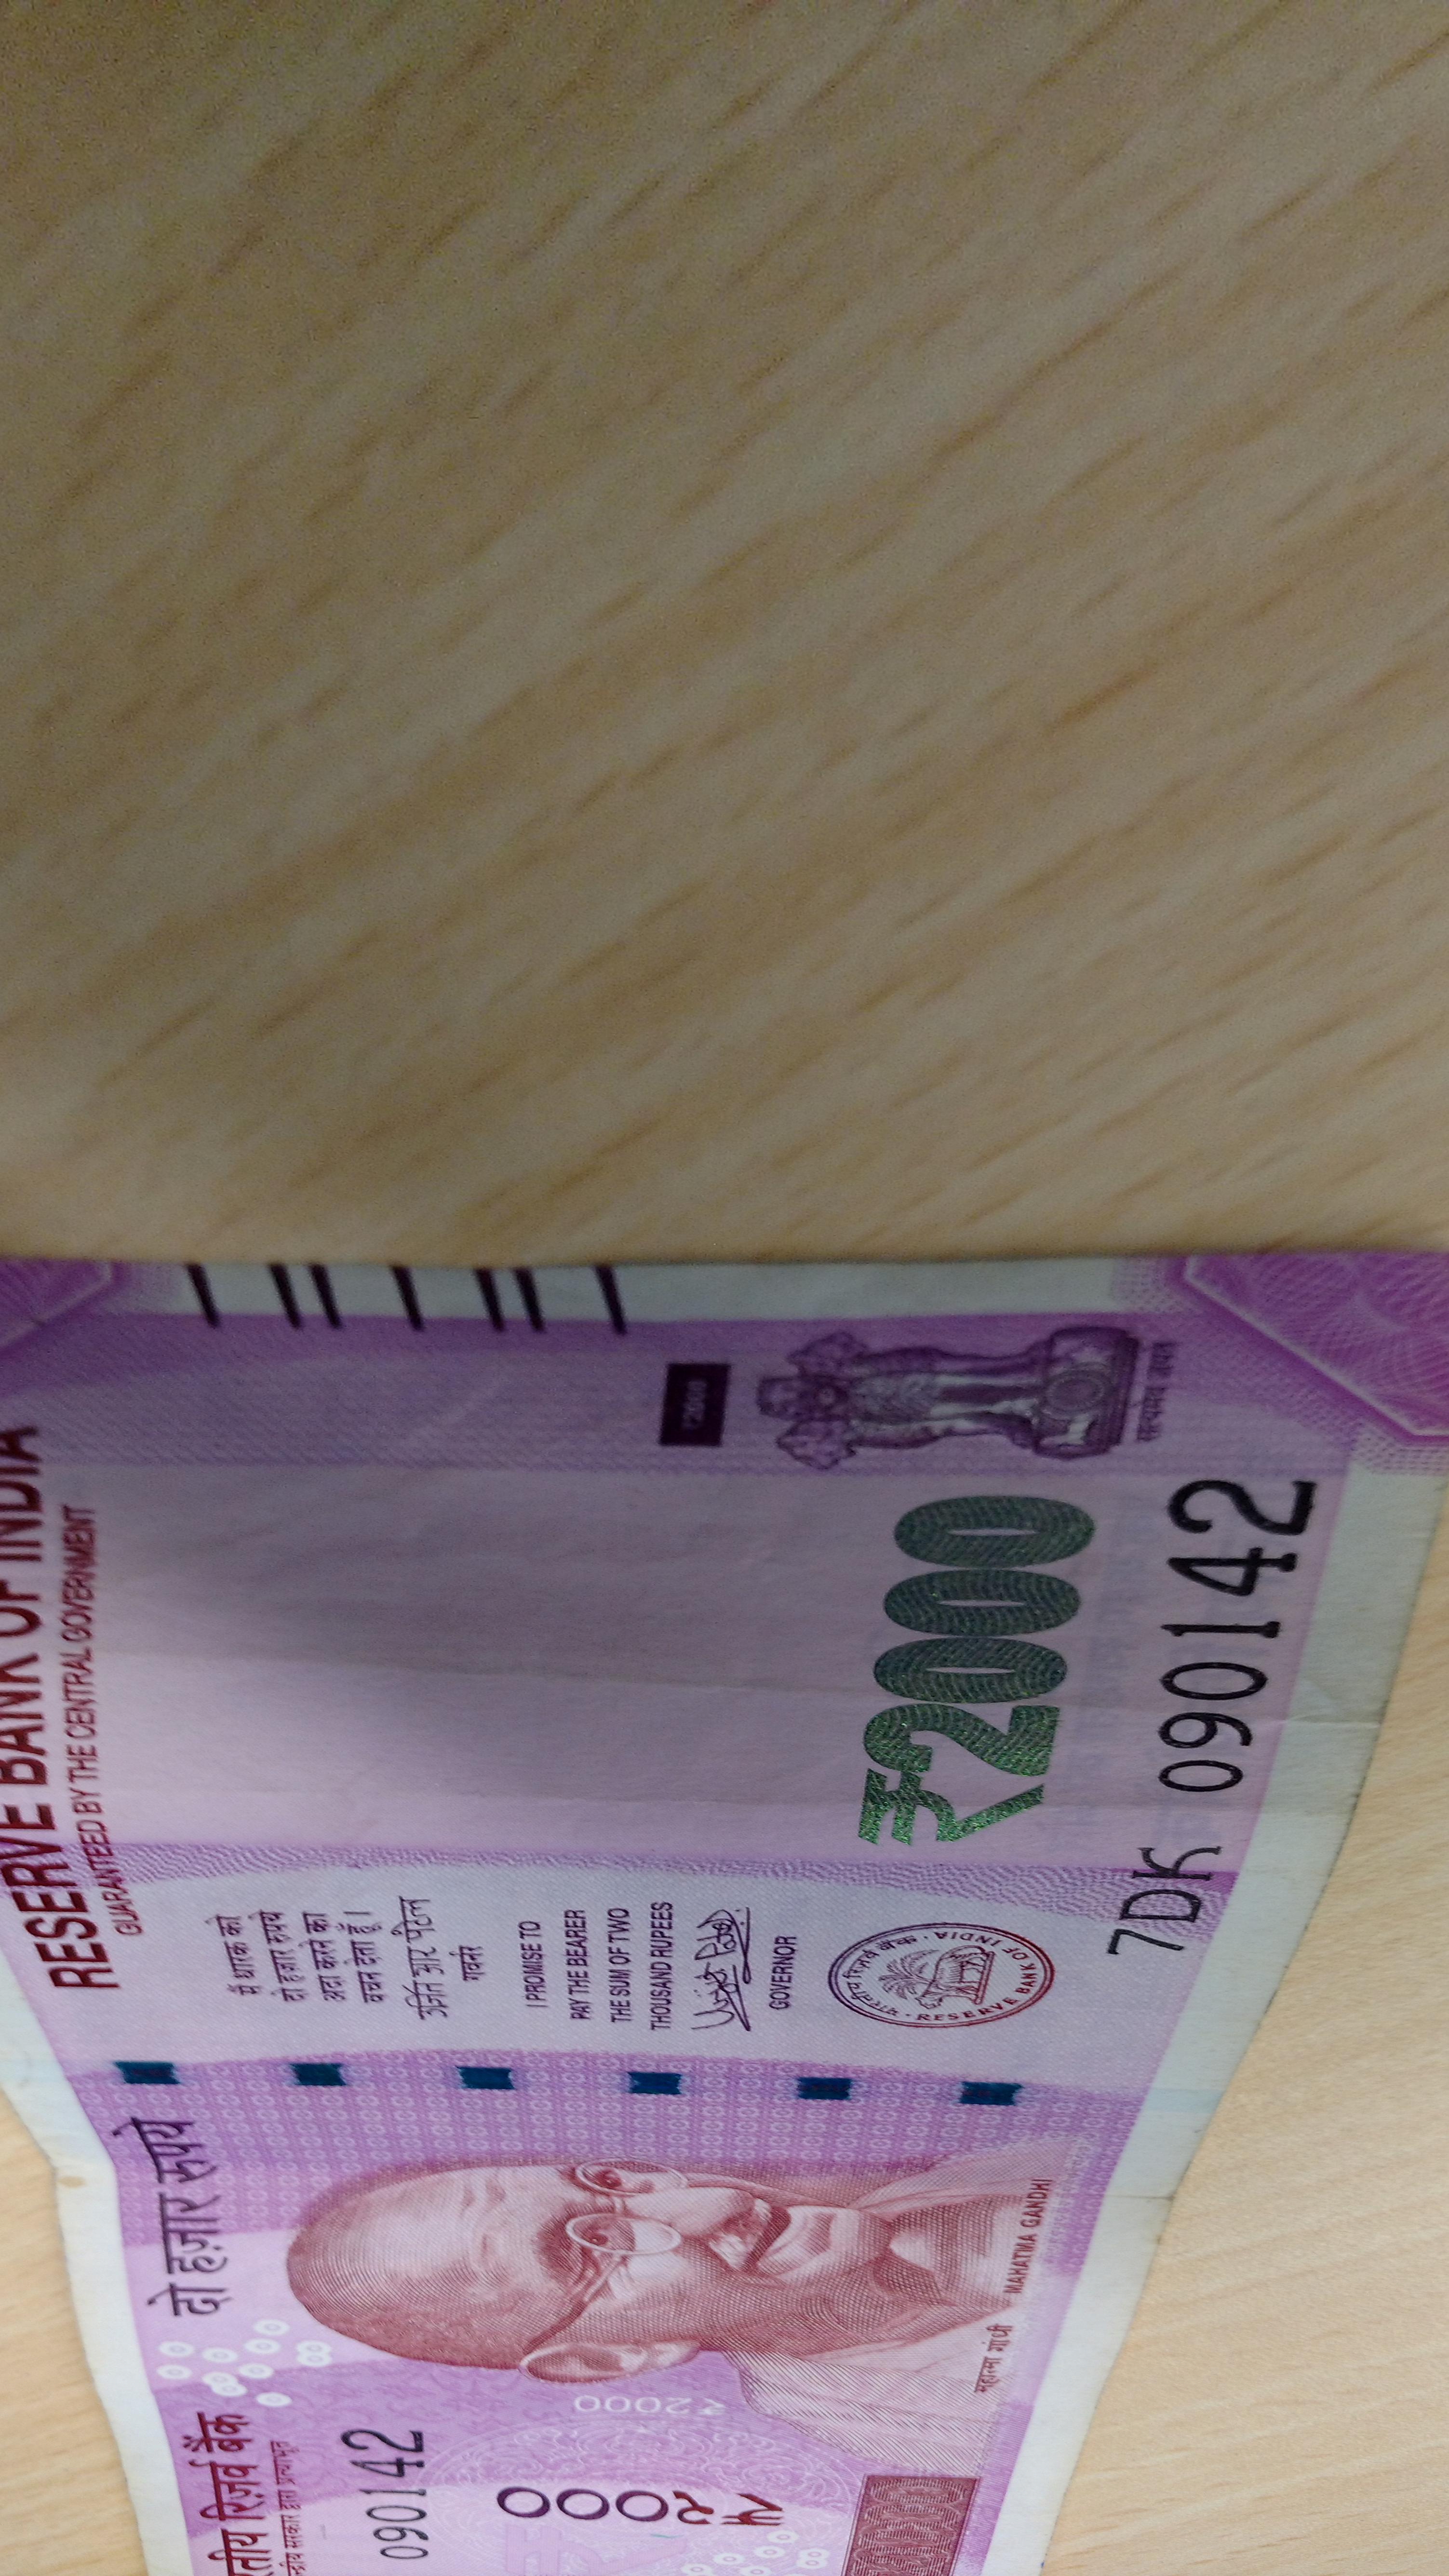 तीय रिज़र्व बैंक
दो हज़ार रुपये
RESERVE BANK OF INDIA
GUARANTEED BY THE CENTRAL GOVERNMENT
090142
२०००
₹2000
मैं धारक को
दो हज़ार रुपये
अदा करने का
वचन देता हूँ।
उर्जित आर पटेल
गवर्नर
I PROMISE TO
PAY THE BEARER
THE SUM OF TWO
THOUSAND RUPEES
GOVERNOR
RESERVE BANK OF INDIA
₹2000
सत्यमेव जयते
महात्मा गांधी
MAHATMA GANDHI
7DK 090142